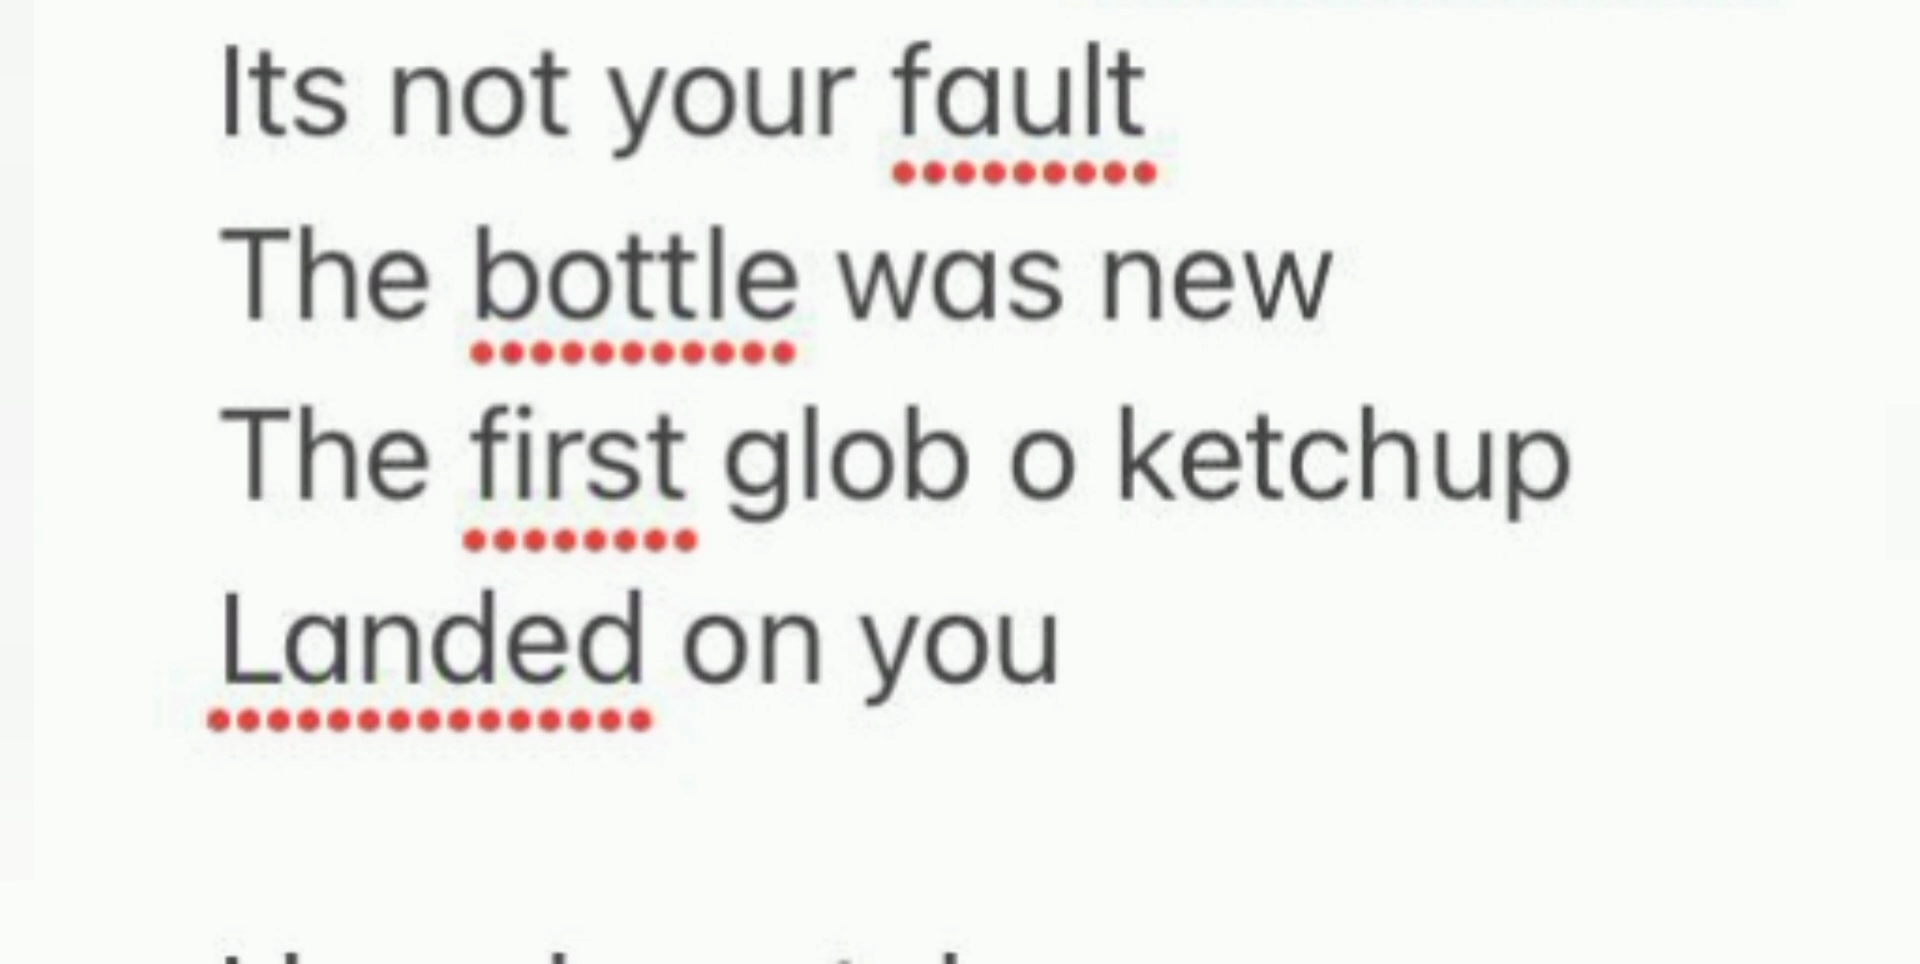 Its not your fault
The bottle was new
The first glob o ketchup
Landed on you